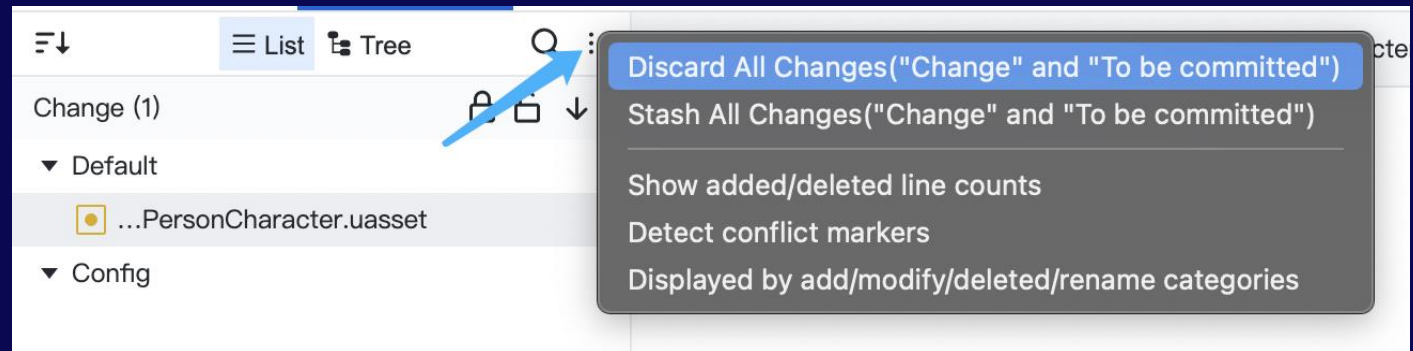 List Tree
cte
Discard All Changes("Change" and "To be committed")
Change (1)
Stash All Changes("Change" and "To be committed")
Default
Show added/deleted line counts
…PersonCharacter.uasset
Detect conflict markers
Config
Displayed by add/modify/deleted/rename categories